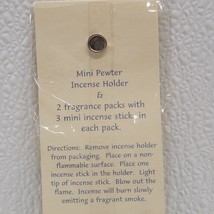 Mini Pewter
Incense Holder
&
2 fragrance packs with
3 mini incense sticks in
each pack.
Directions: Remove incense holder
from packaging. Place on a non-
flammable surface. Place one
incense stick in the holder. Light
tip of incense stick. Blow out the
flame. Incense will burn slowly
emitting a fragrant smoke.